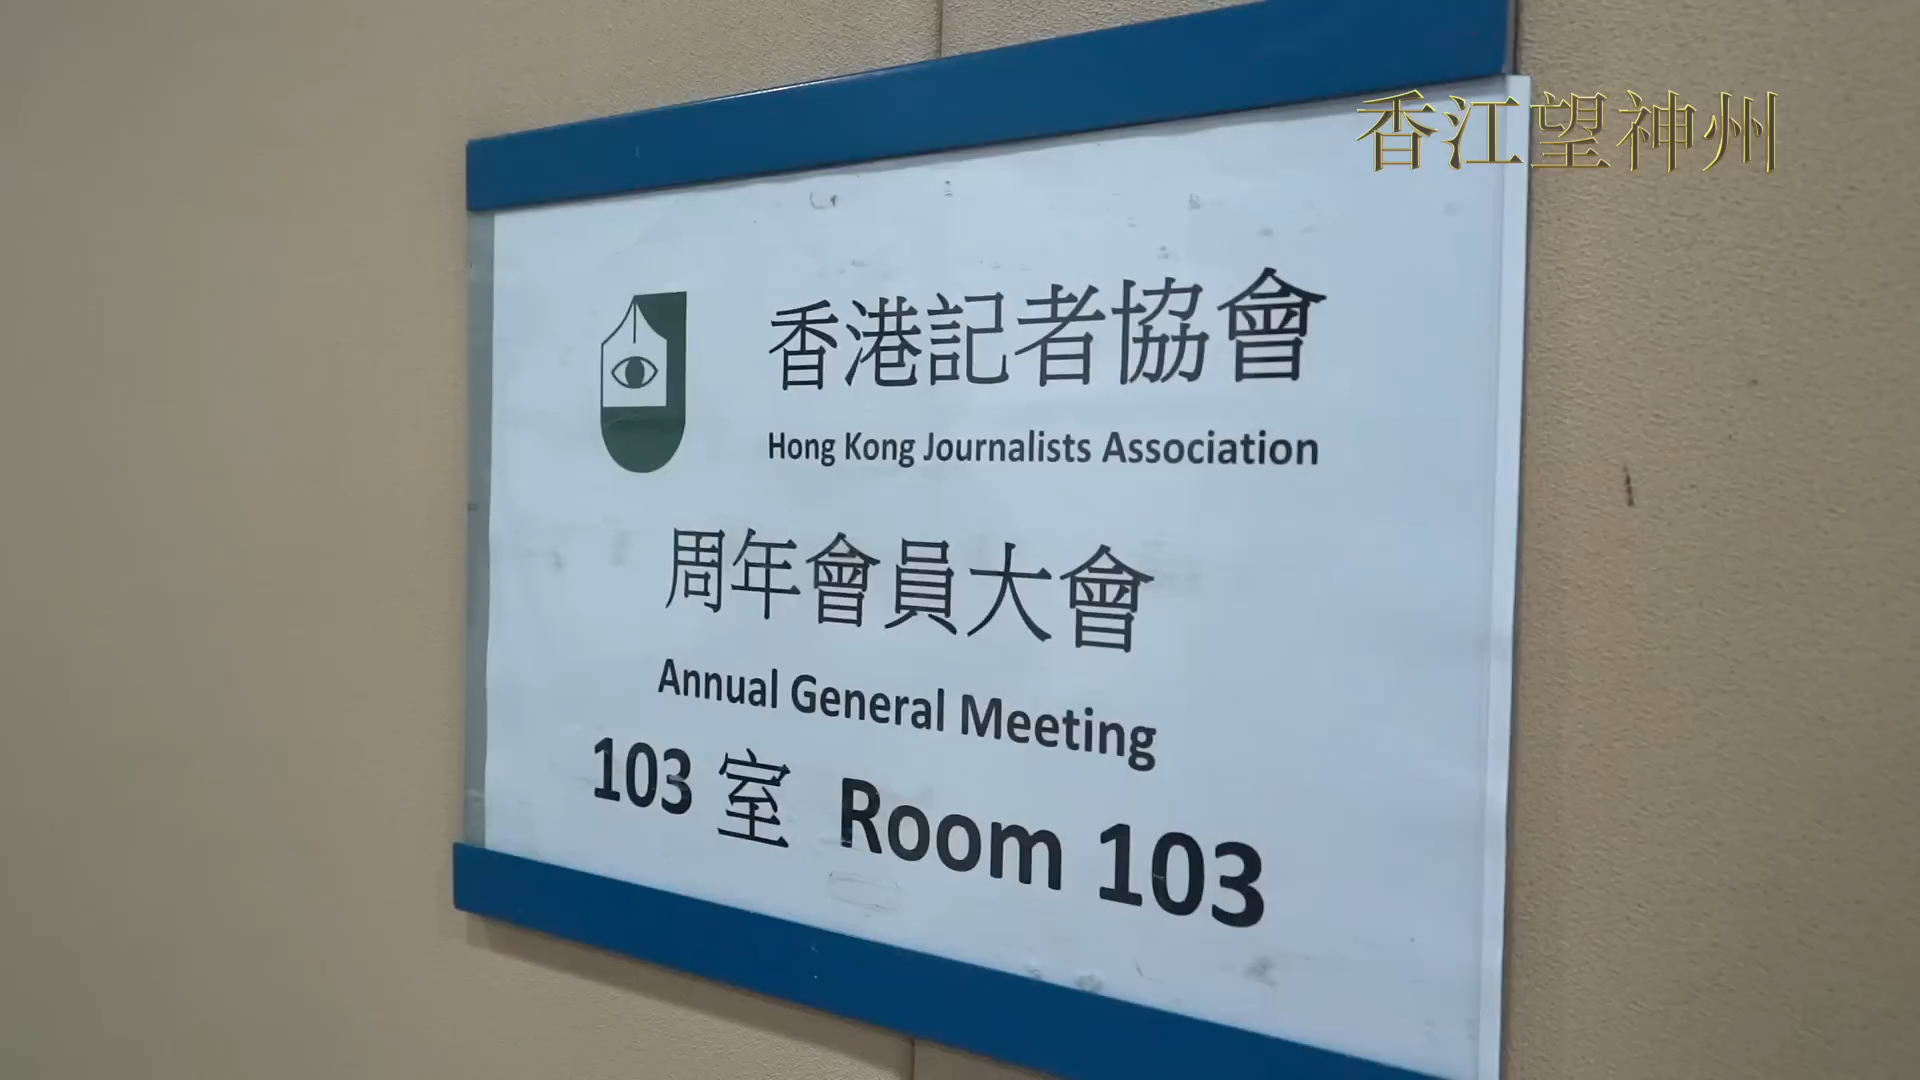 香江望神州
香港記者協會
Hong Kong Journalists Association
周年會員大會
Annual General Meeting
103 室 Room 103